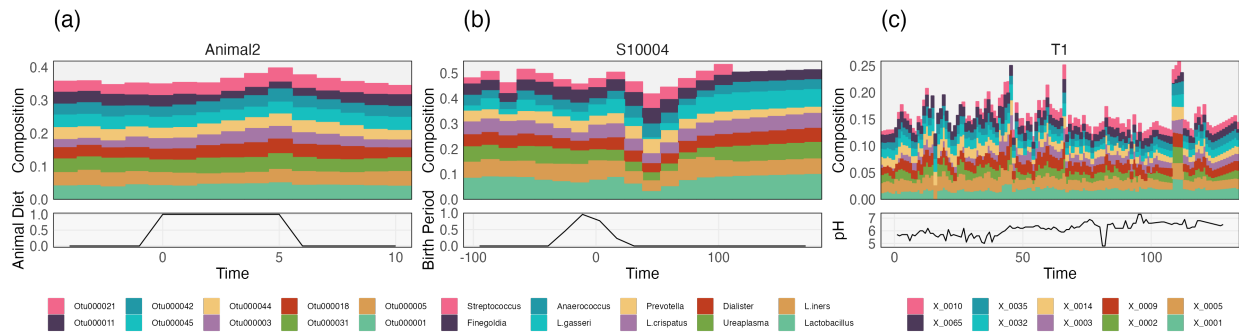 (a)
(b)
(c)
Animal2
S10004
T1
Composition
0.4
0.3
0.2
0.1
0.0
Animal Diet
1.0
0.5
0.0
0
5
10
Time
Composition
0.5
0.4
0.3
0.2
0.1
0.0
Birth Period
1.0
0.5
0.0
-100
0
100
Time
Composition
0.25
0.20
0.15
0.10
0.05
0.00
pH
7
6
5
0
50
100
Time
Otu000021 Otu000042 Otu000044 Otu000018 Otu000005
Otu000011 Otu000045 Otu000003 Otu000031 Otu000001
Streptococcus Anaerococcus Prevotella Dialister L.iners
Finegoldia L.gasseri L.crispatus Ureaplasma Lactobacillus
X_0010 X_0035 X_0014 X_0009 X_0005
X_0065 X_0032 X_0003 X_0002 X_0001